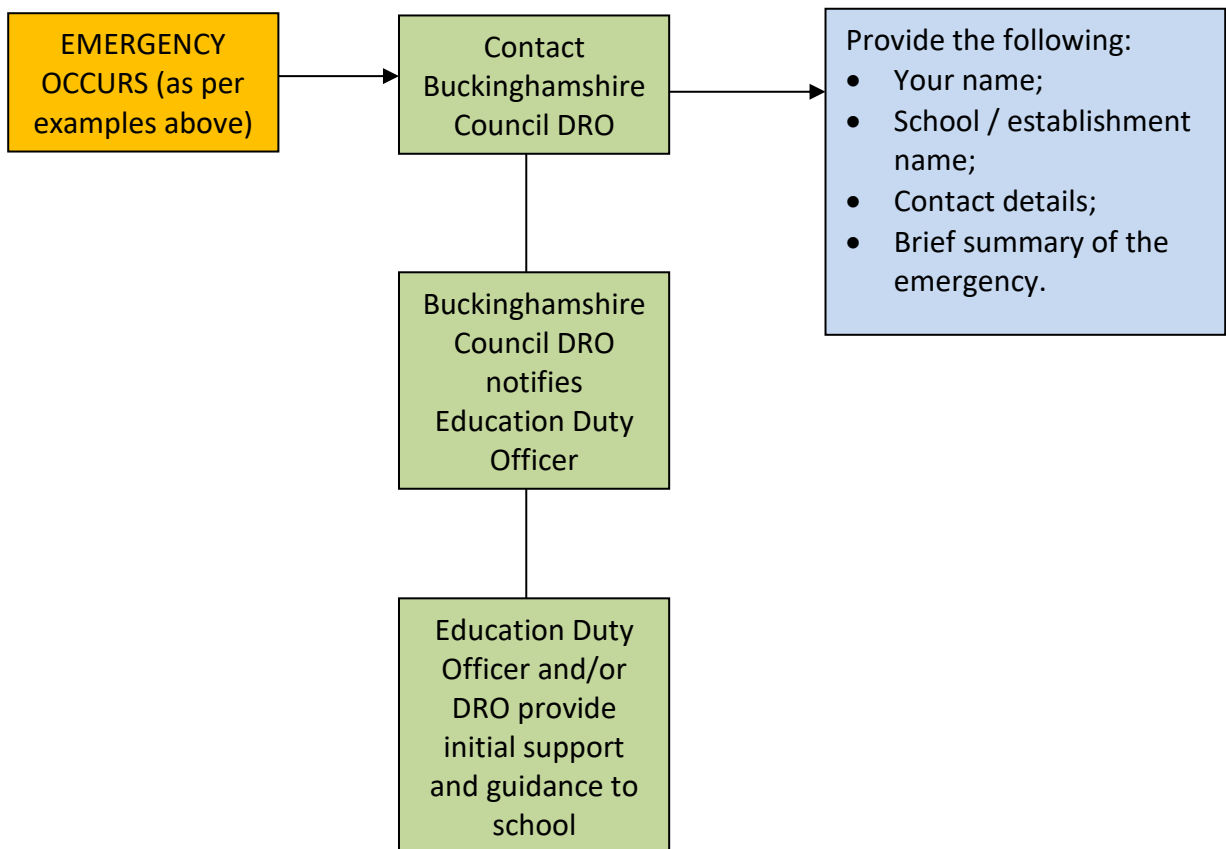 EMERGENCY
OCCURS (as per
examples above)
Contact
Buckinghamshire
Council DRO
Provide the following:
• Your name;
• School / establishment
name;
• Contact details;
• Brief summary of the
emergency.
Buckinghamshire
Council DRO
notifies
Education Duty
Officer
Education Duty
Officer and/or
DRO provide
initial support
and guidance to
school